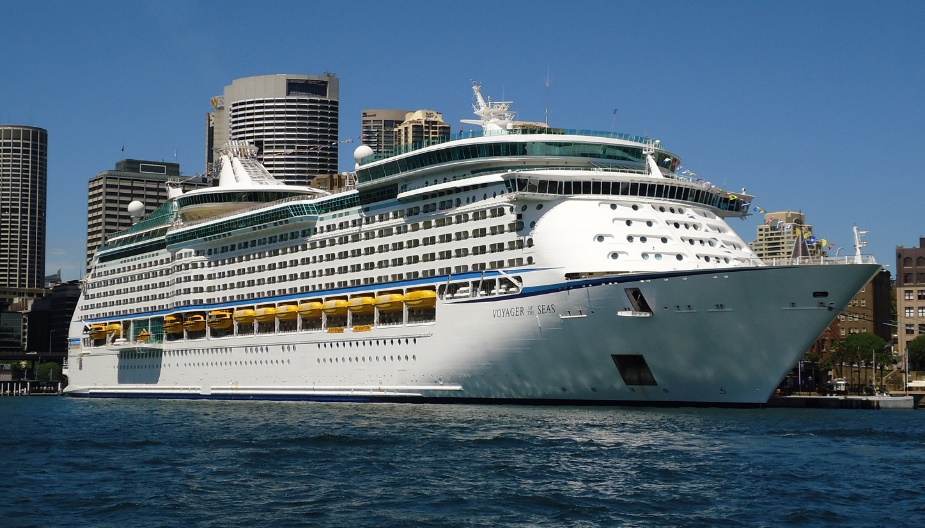 VOYAGER OF THE SEAS